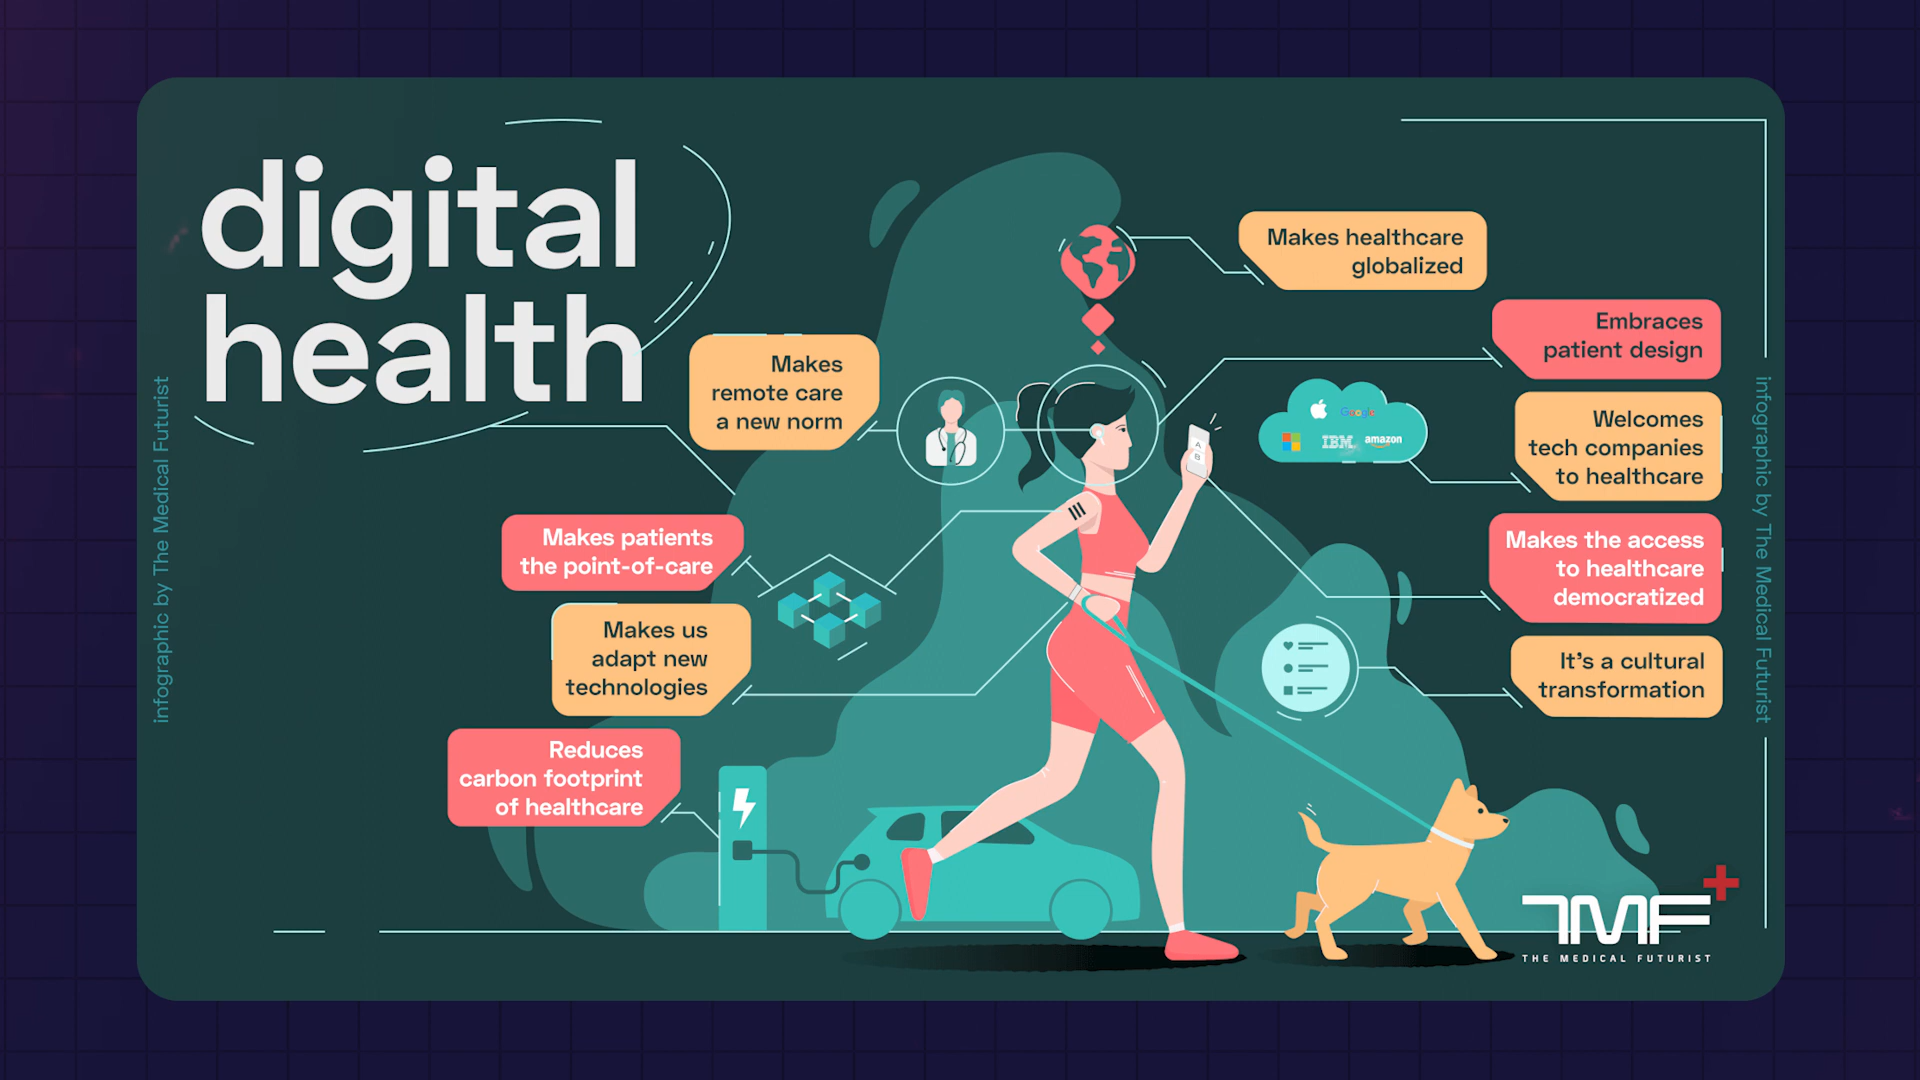 digital
health
Makes
remote care
a new norm
Makes patients
the point-of-care
Makes us
adapt new
technologies
Reduces
carbon footprint
of healthcare
Makes healthcare
globalized
Embraces
patient design
Google
IBM
amazon
Welcomes
tech companies
to healthcare
A
B
Makes the access
to healthcare
democratized
It's a cultural
transformation
infographic by The Medical Futurist
infographic by The Medical Futurist
TMF
THE MEDICAL FUTURIST